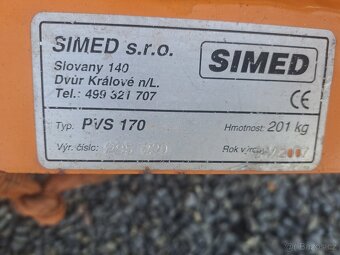 SIMED s.r.o.
Slovany 140
Dvůr Králové n/L.
Tel.: 499 321 707
SIMED
CE
Typ. PVS 170
Hmotnost: 201 kg
Výr. číslo:
Rok výroby 2007